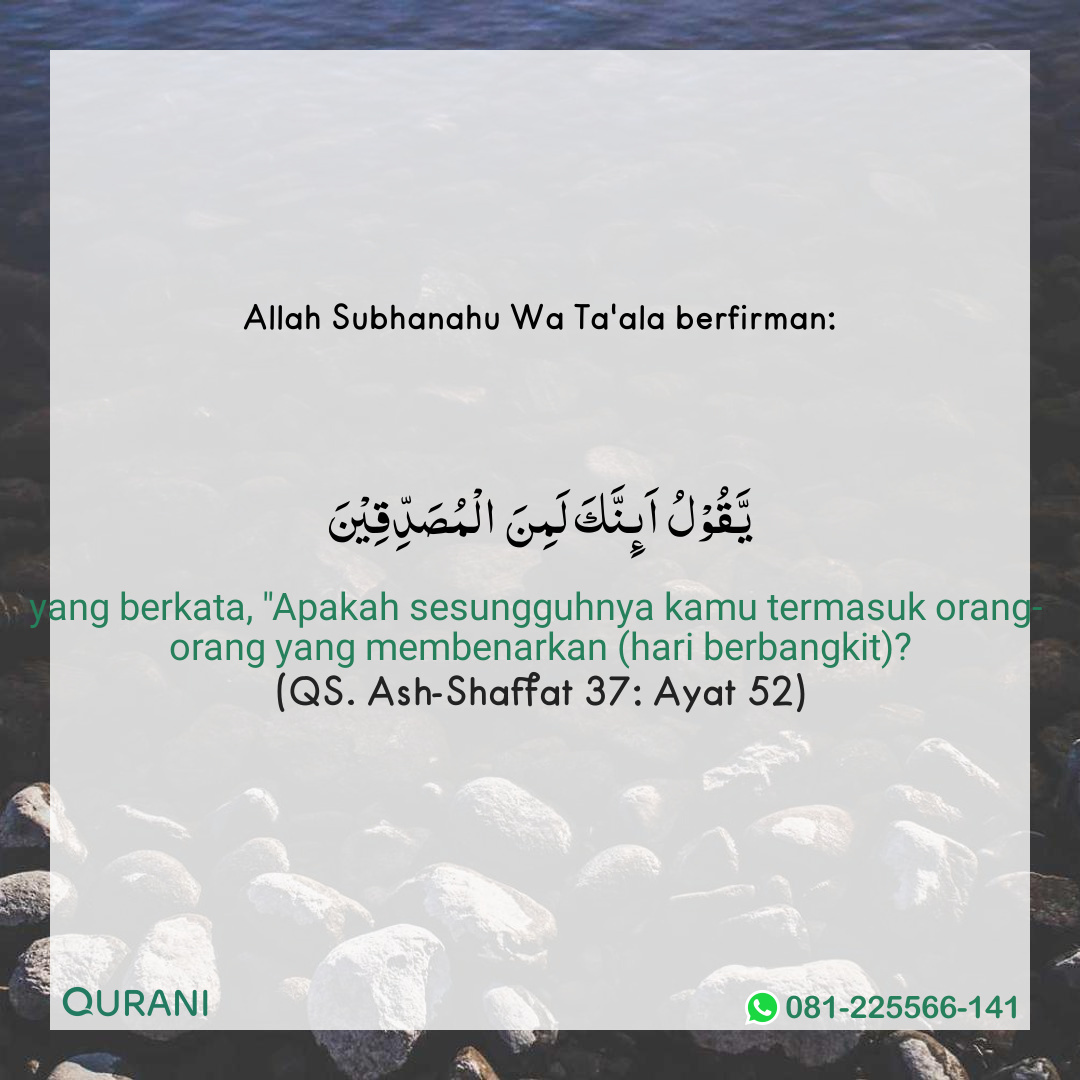 Allah Subhanahu Wa Ta'ala berfirman:
يَّقُوْلُ اَىِٕنَّكَ لَمِنَ الْمُصَدِّقِيْنَ
yang berkata, "Apakah sesungguhnya kamu termasuk orang-
orang yang membenarkan (hari berbangkit)?
(QS. Ash-Shaffat 37: Ayat 52)
QURANI
081-225566-141